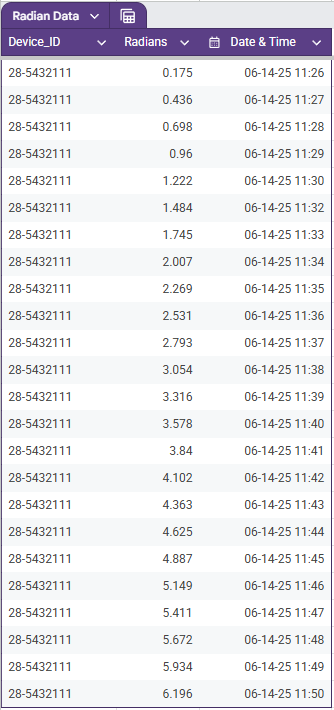 Radian Data
Device_ID Radians Date & Time
28-5432111 0.175 06-14-25 11:26
28-5432111 0.436 06-14-25 11:27
28-5432111 0.698 06-14-25 11:28
28-5432111 0.96 06-14-25 11:29
28-5432111 1.222 06-14-25 11:30
28-5432111 1.484 06-14-25 11:32
28-5432111 1.745 06-14-25 11:33
28-5432111 2.007 06-14-25 11:34
28-5432111 2.269 06-14-25 11:35
28-5432111 2.531 06-14-25 11:36
28-5432111 2.793 06-14-25 11:37
28-5432111 3.054 06-14-25 11:38
28-5432111 3.316 06-14-25 11:39
28-5432111 3.578 06-14-25 11:40
28-5432111 3.84 06-14-25 11:41
28-5432111 4.102 06-14-25 11:42
28-5432111 4.363 06-14-25 11:43
28-5432111 4.625 06-14-25 11:44
28-5432111 4.887 06-14-25 11:45
28-5432111 5.149 06-14-25 11:46
28-5432111 5.411 06-14-25 11:47
28-5432111 5.672 06-14-25 11:48
28-5432111 5.934 06-14-25 11:49
28-5432111 6.196 06-14-25 11:50